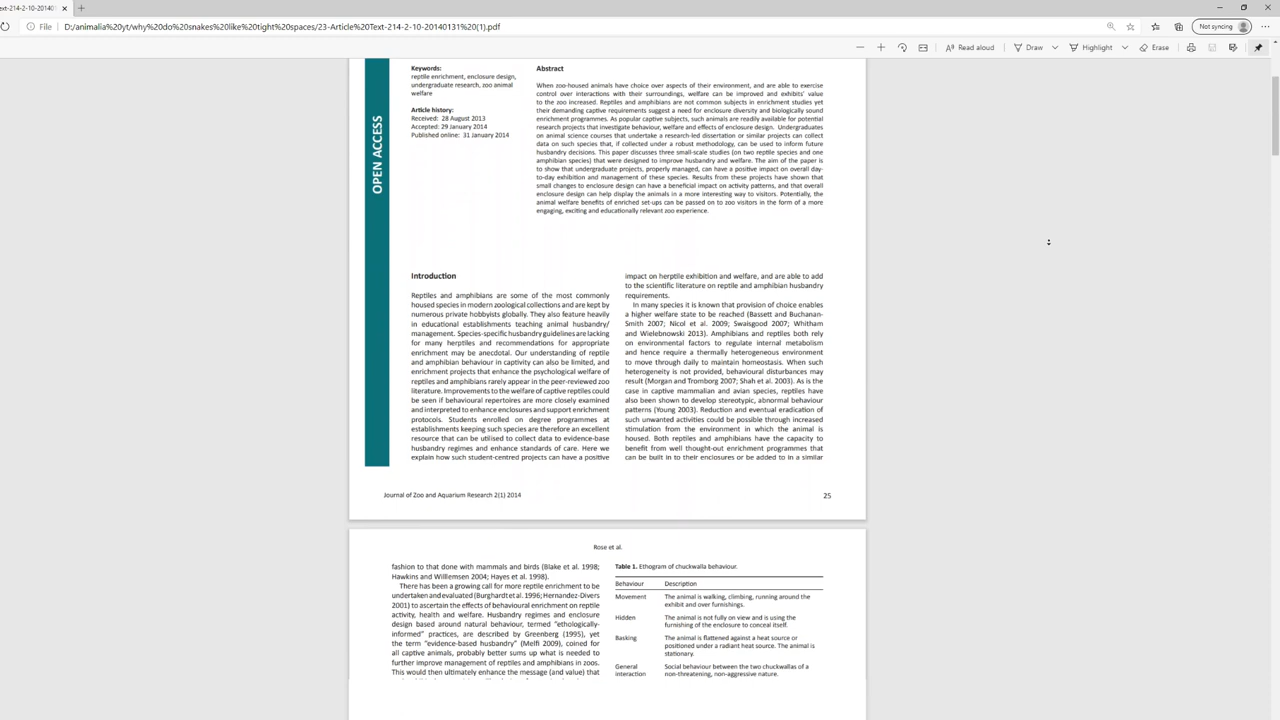 ext-214-2-10-20140131
File
D:/animalia%20yt/why%20do%20snakes%20like%20tight%20spaces/23-Article%20Text-214-2-10-20140131%20(1).pdf
Not syncing
Read aloud
Draw
Highlight
Erase
OPEN ACCESS
Keywords:
reptile enrichment, enclosure design,
undergraduate research, zoo animal
welfare
Article history:
Received: 28 August 2013
Accepted: 29 January 2014
Published online: 31 January 2014
Abstract
When zoo-housed animals have choice over aspects of their environment, and are able to exercise
control over interactions with their surroundings, welfare can be improved and exhibits' value
to the zoo increased. Reptiles and amphibians are not common subjects in enrichment studies yet
their demanding captive requirements suggest a need for enclosure diversity and biologically sound
enrichment programmes. As popular captive subjects, such animals are readily available for potential
research projects that investigate behaviour, welfare and effects of enclosure design. Undergraduates
on animal science courses that undertake a research-led dissertation or similar projects can collect
data on such species that, if collected under a robust methodology, can be used to inform future
husbandry decisions. This paper discusses three small-scale studies (on two reptile species and one
amphibian species) that were designed to improve husbandry and welfare. The aim of the paper is
to show that undergraduate projects, properly managed, can have a positive impact on overall day-
to-day exhibition and management of these species. Results from these projects have shown that
small changes to enclosure design can have a beneficial impact on activity patterns, and that overall
enclosure design can help display the animals in a more interesting way to visitors. Potentially, the
animal welfare benefits of enriched set-ups can be passed on to zoo visitors in the form of a more
engaging, exciting and educationally relevant zoo experience.
Introduction
Reptiles and amphibians are some of the most commonly
housed species in modern zoological collections and are kept by
numerous private hobbyists globally. They also feature heavily
in educational establishments teaching animal husbandry/
management. Species-specific husbandry guidelines are lacking
for many herptiles and recommendations for appropriate
enrichment may be anecdotal. Our understanding of reptile
and amphibian behaviour in captivity can also be limited, and
enrichment projects that enhance the psychological welfare of
reptiles and amphibians rarely appear in the peer-reviewed zoo
literature. Improvements to the welfare of captive reptiles could
be seen if behavioural repertoires are more closely examined
and interpreted to enhance enclosures and support enrichment
protocols. Students enrolled on degree programmes at
establishments keeping such species are therefore an excellent
resource that can be utilised to collect data to evidence-base
husbandry regimes and enhance standards of care. Here we
explain how such student-centred projects can have a positive
impact on herptile exhibition and welfare, and are able to add
to the scientific literature on reptile and amphibian husbandry
requirements.
In many species it is known that provision of choice enables
a higher welfare state to be reached (Bassett and Buchanan-
Smith 2007; Nicol et al. 2009; Swaisgood 2007; Whitham
and Wielebnowski 2013). Amphibians and reptiles both rely
on environmental factors to regulate internal metabolism
and hence require a thermally heterogeneous environment
to move through daily to maintain homeostasis. When such
heterogeneity is not provided, behavioural disturbances may
result (Morgan and Tromborg 2007; Shah et al. 2003). As is the
case in captive mammalian and avian species, reptiles have
also been shown to develop stereotypic, abnormal behaviour
patterns (Young 2003). Reduction and eventual eradication of
such unwanted activities could be possible through increased
stimulation from the environment in which the animal is
housed. Both reptiles and amphibians have the capacity to
benefit from well thought-out enrichment programmes that
can be built in to their enclosures or be added to in a similar
Journal of Zoo and Aquarium Research 2(1) 2014
25
Rose et al.
fashion to that done with mammals and birds (Blake et al. 1998;
Hawkins and Willemsen 2004; Hayes et al. 1998).
There has been a growing call for more reptile enrichment to be
undertaken and evaluated (Burghardt et al. 1996; Hernandez-Divers
2001) to ascertain the effects of behavioural enrichment on reptile
activity, health and welfare. Husbandry regimes and enclosure
design based around natural behaviour, termed "ethologically-
informed" practices, are described by Greenberg (1995), yet
the term "evidence-based husbandry" (Melfi 2009), coined for
all captive animals, probably better sums up what is needed to
further improve management of reptiles and amphibians in zoos.
This would then ultimately enhance the message (and value) that
Table 1. Ethogram of chuckwalla behaviour.
Behaviour Description
Movement The animal is walking, climbing, running around the
exhibit and over furnishings.
Hidden The animal is not fully on view and is using the
furnishing of the enclosure to conceal itself.
Basking The animal is flattened against a heat source or
positioned under a radiant heat source. The animal is
stationary.
General Social behaviour between the two chuckwallas of a
interaction non-threatening, non-aggressive nature.